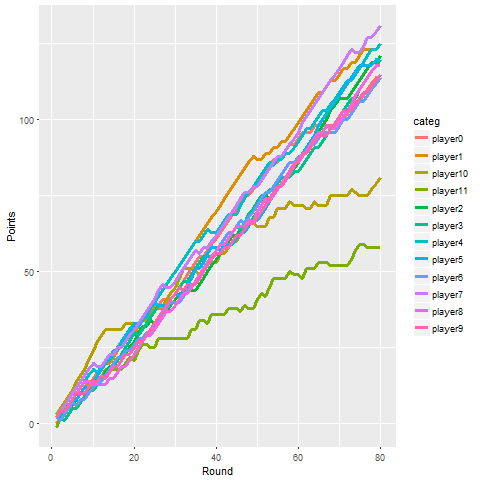 100
50
0
Points
0
20
40
60
80
Round
categ
player0
player1
player10
player11
player2
player3
player4
player5
player6
player7
player8
player9